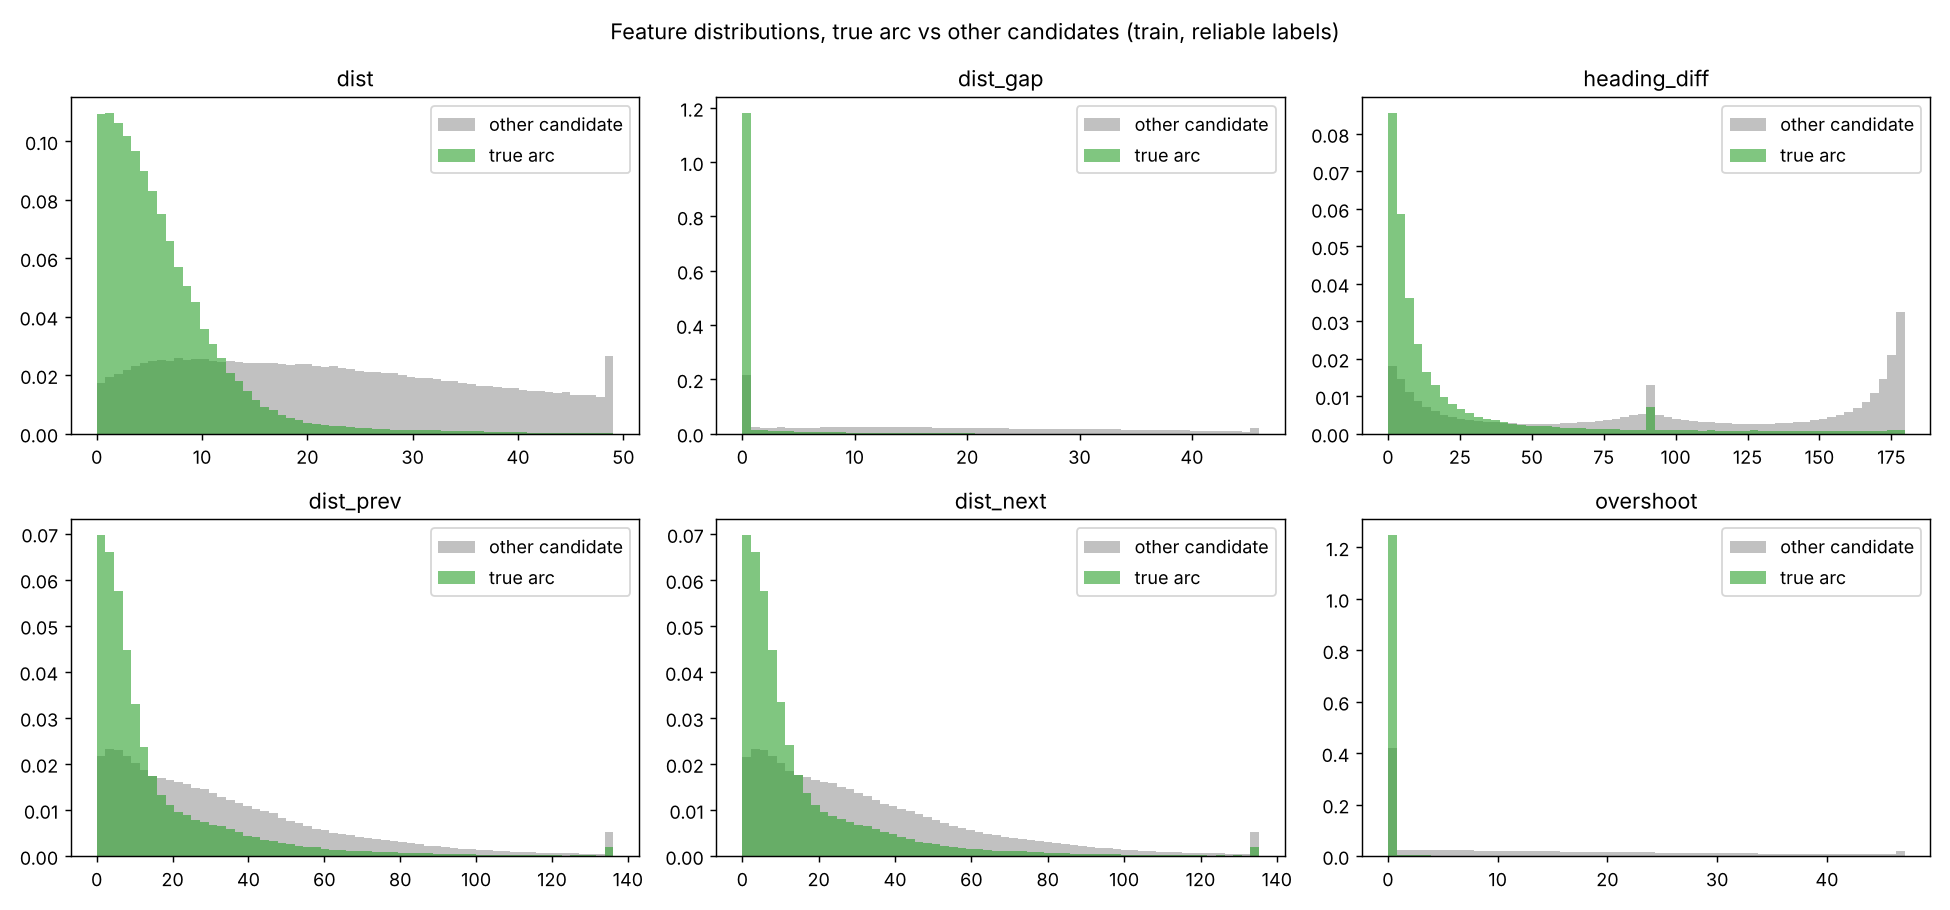 Feature distributions, true arc vs other candidates (train, reliable labels)
dist
0.10
0.08
0.06
0.04
0.02
0.00
0 10 20 30 40 50
other candidate
true arc
dist_gap
1.2
1.0
0.8
0.6
0.4
0.2
0.0
0 10 20 30 40
other candidate
true arc
heading_diff
0.08
0.07
0.06
0.05
0.04
0.03
0.02
0.01
0.00
0 25 50 75 100 125 150 175
other candidate
true arc
dist_prev
0.07
0.06
0.05
0.04
0.03
0.02
0.01
0.00
0 20 40 60 80 100 120 140
other candidate
true arc
dist_next
0.07
0.06
0.05
0.04
0.03
0.02
0.01
0.00
0 20 40 60 80 100 120 140
other candidate
true arc
overshoot
1.2
1.0
0.8
0.6
0.4
0.2
0.0
0 10 20 30 40
other candidate
true arc